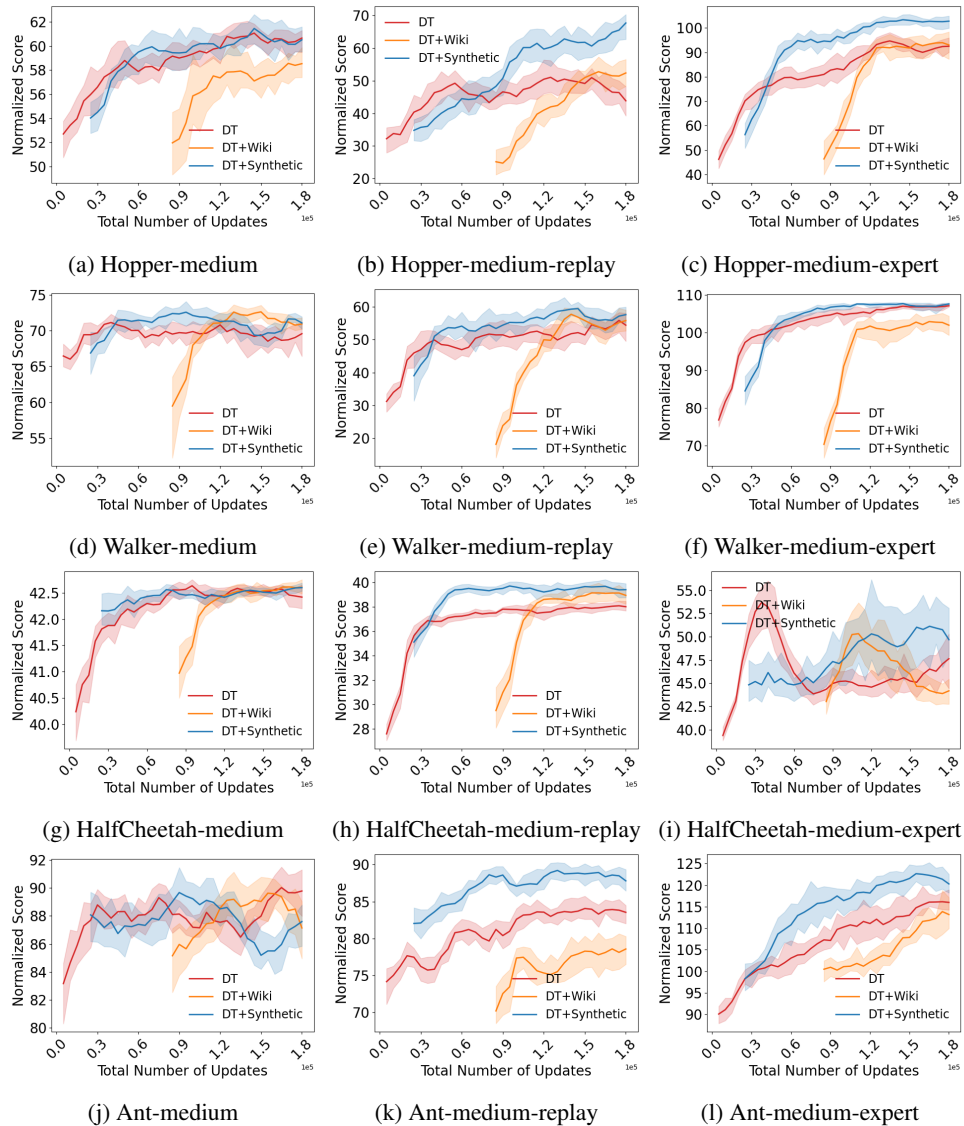 Normalized Score
62
60
58
56
54
52
50
DT
DT+Wiki
DT+Synthetic
0.0 0.3 0.6 0.9 1.2 1.5 1.8
1e5
Total Number of Updates
(a) Hopper-medium
Normalized Score
70
60
50
40
30
20
DT
DT+Wiki
DT+Synthetic
0.0 0.3 0.6 0.9 1.2 1.5 1.8
1e5
Total Number of Updates
(b) Hopper-medium-replay
Normalized Score
100
90
80
70
60
50
40
DT
DT+Wiki
DT+Synthetic
0.0 0.3 0.6 0.9 1.2 1.5 1.8
1e5
Total Number of Updates
(c) Hopper-medium-expert
Normalized Score
75
70
65
60
55
DT
DT+Wiki
DT+Synthetic
0.0 0.3 0.6 0.9 1.2 1.5 1.8
1e5
Total Number of Updates
(d) Walker-medium
Normalized Score
60
50
40
30
20
DT
DT+Wiki
DT+Synthetic
0.0 0.3 0.6 0.9 1.2 1.5 1.8
1e5
Total Number of Updates
(e) Walker-medium-replay
Normalized Score
110
100
90
80
70
DT
DT+Wiki
DT+Synthetic
0.0 0.3 0.6 0.9 1.2 1.5 1.8
1e5
Total Number of Updates
(f) Walker-medium-expert
Normalized Score
42.5
42.0
41.5
41.0
40.5
40.0
DT
DT+Wiki
DT+Synthetic
0.0 0.3 0.6 0.9 1.2 1.5 1.8
1e5
Total Number of Updates
(g) HalfCheetah-medium
Normalized Score
40
38
36
34
32
30
28
DT
DT+Wiki
DT+Synthetic
0.0 0.3 0.6 0.9 1.2 1.5 1.8
1e5
Total Number of Updates
(h) HalfCheetah-medium-replay
Normalized Score
55.0
52.5
50.0
47.5
45.0
42.5
40.0
DT
DT+Wiki
DT+Synthetic
0.0 0.3 0.6 0.9 1.2 1.5 1.8
1e5
Total Number of Updates
(i) HalfCheetah-medium-expert
Normalized Score
92
90
88
86
84
82
80
DT
DT+Wiki
DT+Synthetic
0.0 0.3 0.6 0.9 1.2 1.5 1.8
1e5
Total Number of Updates
(j) Ant-medium
Normalized Score
90
85
80
75
70
DT
DT+Wiki
DT+Synthetic
0.0 0.3 0.6 0.9 1.2 1.5 1.8
1e5
Total Number of Updates
(k) Ant-medium-replay
Normalized Score
125
120
115
110
105
100
95
90
DT
DT+Wiki
DT+Synthetic
0.0 0.3 0.6 0.9 1.2 1.5 1.8
1e5
Total Number of Updates
(l) Ant-medium-expert